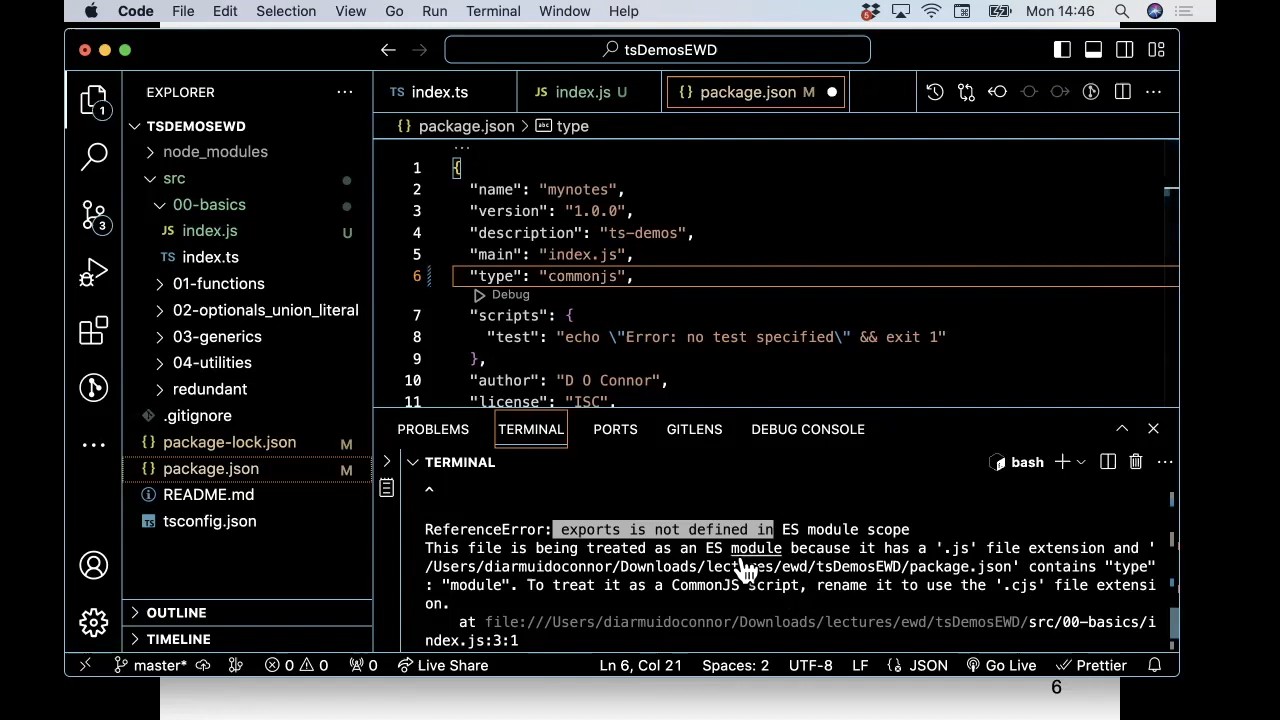 Code File Edit Selection View Go Run Terminal Window Help Mon 14:46
tsDemosEWD
EXPLORER
TSDEMOSEWD
node_modules
src
00-basics
JS index.js U
TS index.ts
01-functions
02-optionals_union_literal
03-generics
04-utilities
redundant
.gitignore
{} package-lock.json M
{} package.json M
README.md
tsconfig.json
OUTLINE
TIMELINE
1
3
5
TS index.ts
JS index.js U
{} package.json M
{} package.json > abc type
...
1 {
2 "name": "mynotes",
3 "version": "1.0.0",
4 "description": "ts-demos",
5 "main": "index.js",
6 "type": "commonjs",
Debug
7 "scripts": {
8 "test": "echo \"Error: no test specified\" && exit 1"
9 },
10 "author": "D O Connor",
11 "license": "ISC",
PROBLEMS TERMINAL PORTS GITLENS DEBUG CONSOLE
TERMINAL
bash
^
ReferenceError: exports is not defined in ES module scope
This file is being treated as an ES module because it has a '.js' file extension and '
/Users/diarmuidoconnor/Downloads/lectures/ewd/tsDemosEWD/package.json' contains "type"
: "module". To treat it as a CommonJS script, rename it to use the '.cjs' file extensi
on.
at file:///Users/diarmuidoconnor/Downloads/lectures/ewd/tsDemosEWD/src/00-basics/i
ndex.js:3:1
master* 0 0 0 Live Share Ln 6, Col 21 Spaces: 2 UTF-8 LF JSON Go Live Prettier
6